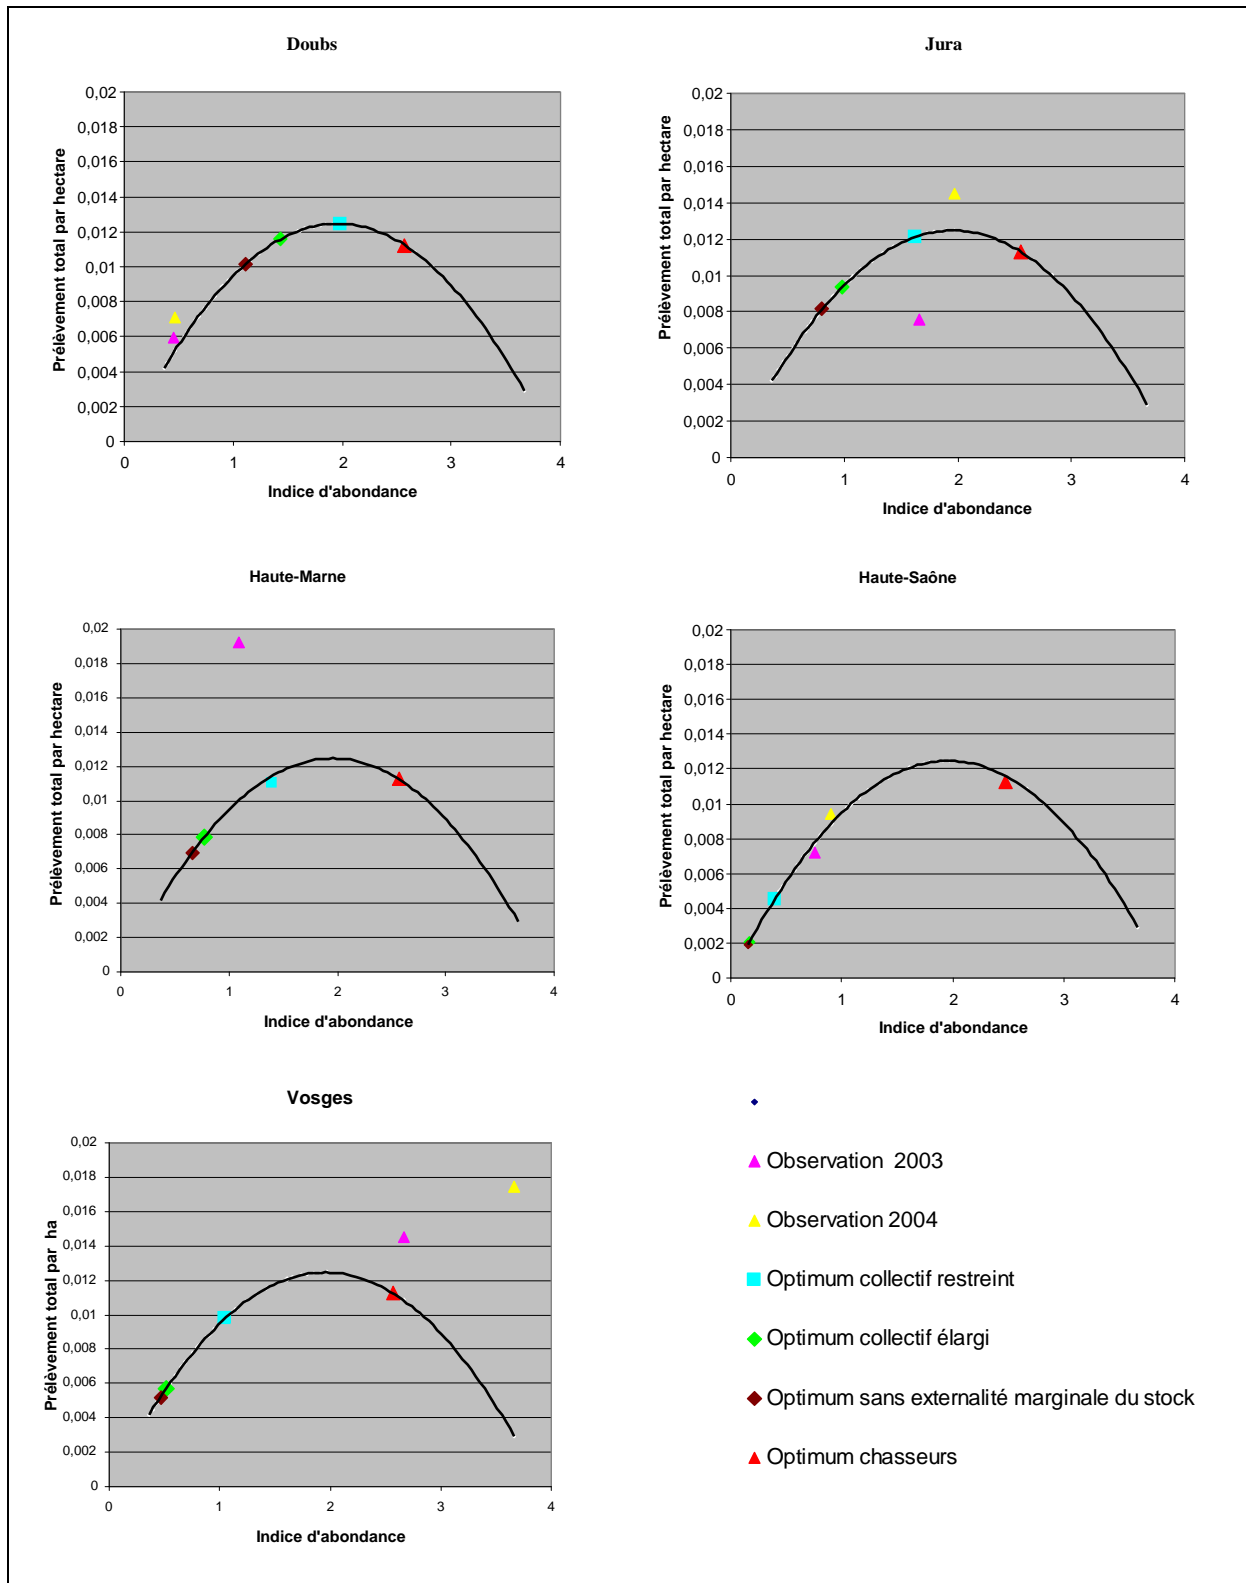 Doubs
Prélèvement total par hectare
0,02
0,018
0,016
0,014
0,012
0,01
0,008
0,006
0,004
0,002
0
0 1 2 3 4
Indice d'abondance
Jura
Prélèvement total par hectare
0,02
0,018
0,016
0,014
0,012
0,01
0,008
0,006
0,004
0,002
0
0 1 2 3 4
Indice d'abondance
Haute-Marne
Prélèvement total par hectare
0,02
0,018
0,016
0,014
0,012
0,01
0,008
0,006
0,004
0,002
0
0 1 2 3 4
Indice d'abondance
Haute-Saône
Prélèvement total par hectare
0,02
0,018
0,016
0,014
0,012
0,01
0,008
0,006
0,004
0,002
0
0 1 2 3 4
Indice d'abondance
Vosges
Prélèvement total par ha
0,02
0,018
0,016
0,014
0,012
0,01
0,008
0,006
0,004
0,002
0
0 1 2 3 4
Indice d'abondance
Observation 2003
Observation 2004
Optimum collectif restreint
Optimum collectif élargi
Optimum sans externalité marginale du stock
Optimum chasseurs